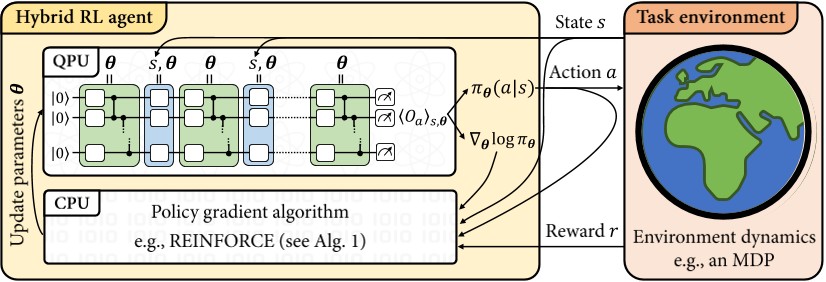 Hybrid RL agent
QPU
θ s, θ θ s, θ θ
|0⟩
|0⟩
|0⟩
⟨O_a⟩_{s,θ}
π_θ(a|s)
∇_θ log π_θ
Update parameters θ
CPU
Policy gradient algorithm
e.g., REINFORCE (see Alg. 1)
State s
Action a
Reward r
Task environment
Environment dynamics
e.g., an MDP